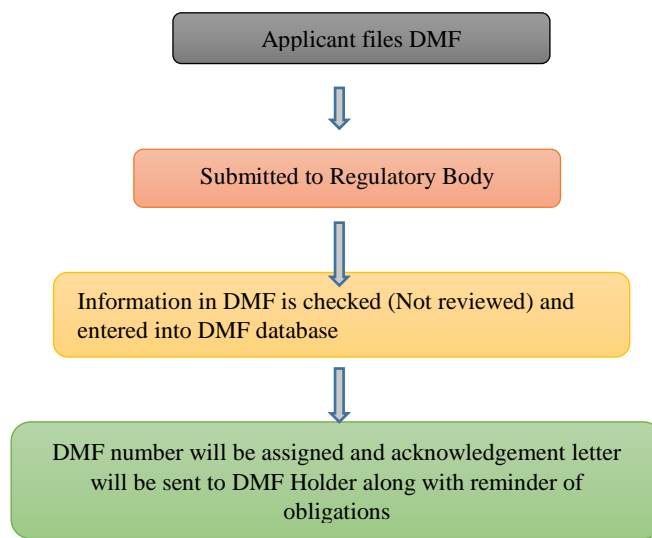 Applicant files DMF
Submitted to Regulatory Body
Information in DMF is checked (Not reviewed) and
entered into DMF database
DMF number will be assigned and acknowledgement letter
will be sent to DMF Holder along with reminder of
obligations